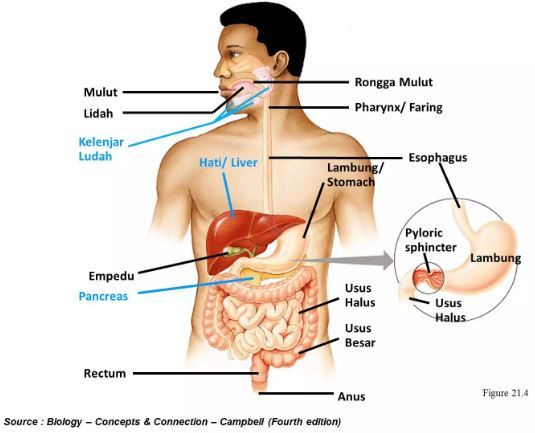 Mulut
Lidah
Kelenjar
Ludah
Rongga Mulut
Pharynx/ Faring
Hati/ Liver
Lambung/
Stomach
Esophagus
Pyloric
sphincter
Lambung
Usus
Halus
Empedu
Pancreas
Usus
Halus
Usus
Besar
Rectum
Anus
Figure 21.4
Source : Biology – Concepts & Connection – Campbell (Fourth edition)